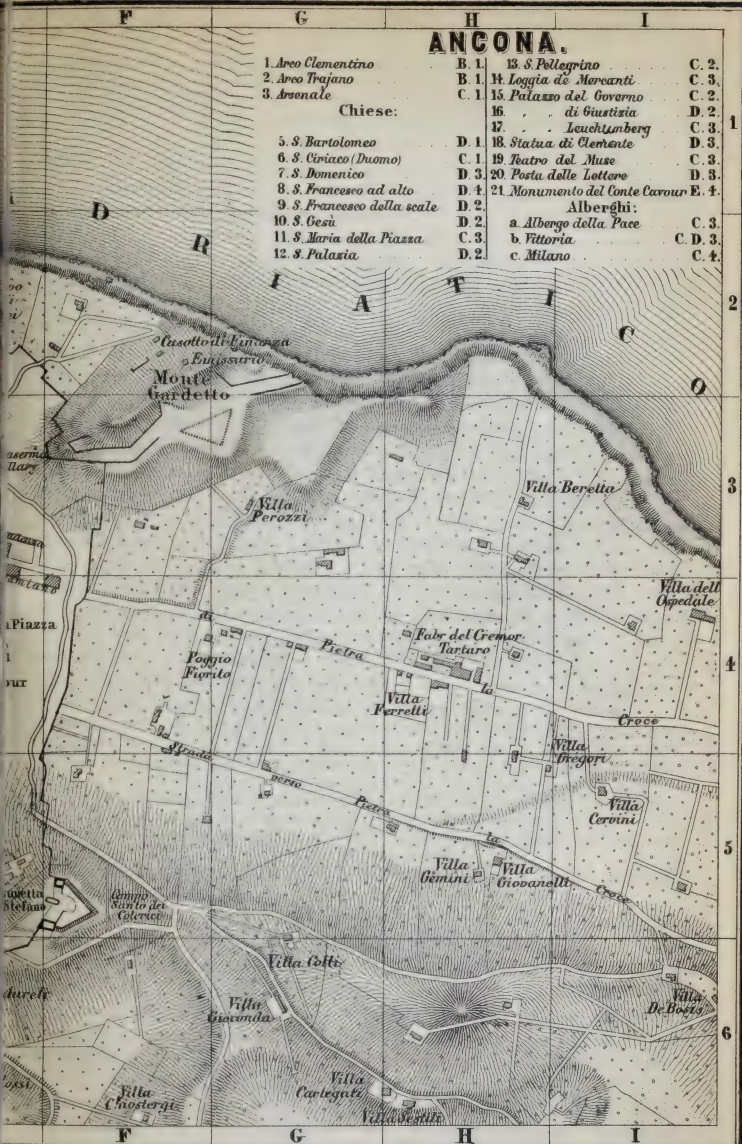 F G H I
ANCONA.
1. Arco Clementino B. 1.
2. Arco Trajano B. 1.
3. Arsenale C. 1.
Chiese:
5. S. Bartolomeo D. 1.
6. S. Ciriaco (Duomo) C. 1.
7. S. Domenico D. 3.
8. S. Francesco ad alto D. 4.
9. S. Francesco della scale D. 2.
10. S. Gesù D. 2.
11. S. Maria della Piazza C. 3.
12. S. Palazia D. 2.
13. S. Pellegrino C. 2.
14. Loggia de Mercanti C. 3.
15. Palazzo del Governo C. 2.
16. " " di Giustizia D. 2.
17. " " Leuchtenberg C. 3.
18. Statua di Clemente D. 3.
19. Teatro del Muse C. 3.
20. Posta delle Lettere D. 3.
21. Monumento del Conte Cavour E. 4.
Alberghi:
a. Albergo della Pace C. 3.
b. Vittoria C. D. 3.
c. Milano C. 4.
1
D R I A T I C O
2
Casotto di Finanza
Emissario
Monte
Gardetto
3
Villa
Perozzi
Villa Beretta
Villa dell
Ospedale
Piazza
4
di Pietra la Croce
Fabr del Cremor
Tartaro
Poggio
Fiorito
Villa
Ferretti
our
Strada verso Pietra la Croce
Villa
Gregori
Villa
Cervini
5
Villa
Gemini
Villa
Giovanelli
Stefano
Campo
Santo dei
Colerici
Villa Colli
Villa
Gioconda
Villa
De Bosis
6
Villa
Carlegati
Villa
Chiostergi
Villa Sestili
F G H I